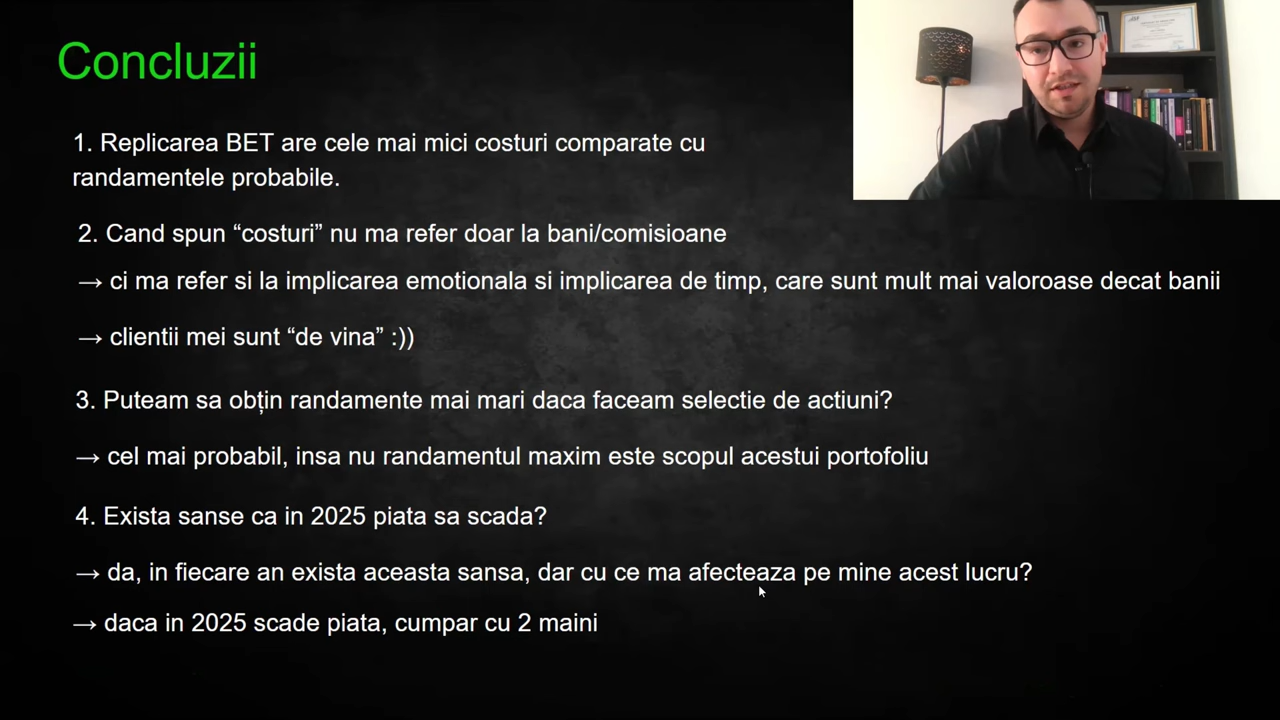 Concluzii
1. Replicarea BET are cele mai mici costuri comparate cu
randamentele probabile.
2. Cand spun “costuri” nu ma refer doar la bani/comisioane
→ ci ma refer si la implicarea emotionala si implicarea de timp, care sunt mult mai valoroase decat banii
→ clientii mei sunt “de vina” :))
3. Puteam sa obțin randamente mai mari daca faceam selectie de actiuni?
→ cel mai probabil, insa nu randamentul maxim este scopul acestui portofoliu
4. Exista sanse ca in 2025 piata sa scada?
→ da, in fiecare an exista aceasta sansa, dar cu ce ma afecteaza pe mine acest lucru?
→ daca in 2025 scade piata, cumpar cu 2 maini